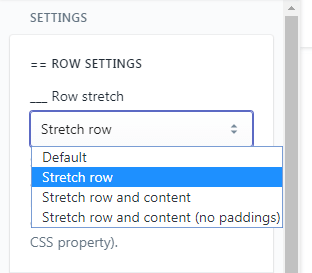 SETTINGS
== ROW SETTINGS
___ Row stretch
Stretch row
Default
Stretch row
Stretch row and content
Stretch row and content (no paddings)
CSS property).